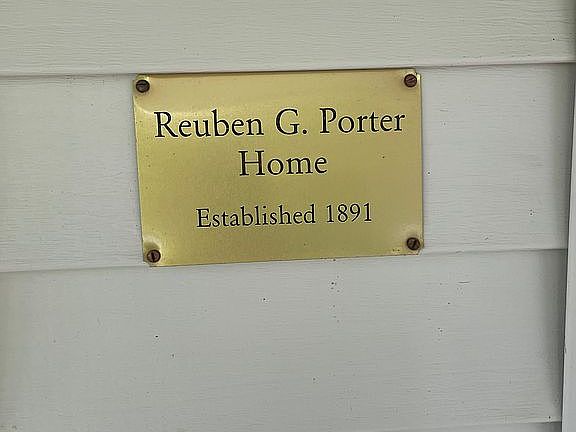 Reuben G. Porter
Home
Established 1891